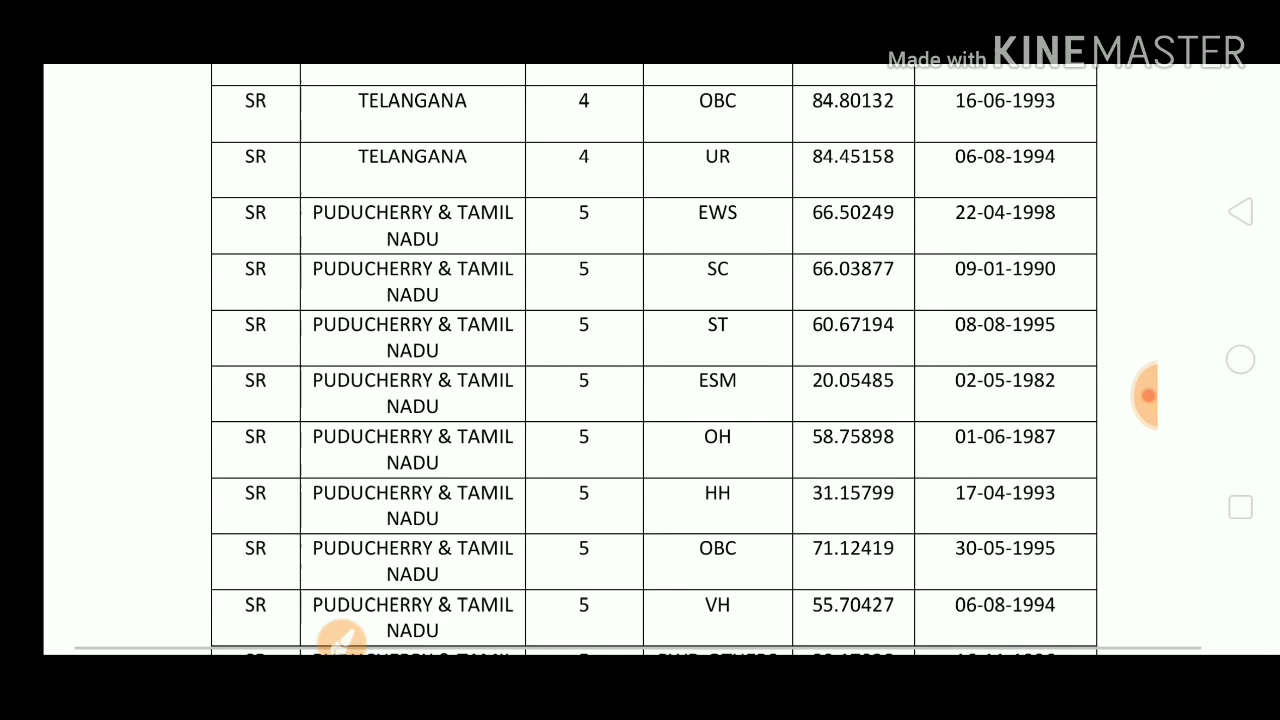 Made with KINEMASTER
SR TELANGANA 4 OBC 84.80132 16-06-1993
SR TELANGANA 4 UR 84.45158 06-08-1994
SR PUDUCHERRY & TAMIL NADU 5 EWS 66.50249 22-04-1998
SR PUDUCHERRY & TAMIL NADU 5 SC 66.03877 09-01-1990
SR PUDUCHERRY & TAMIL NADU 5 ST 60.67194 08-08-1995
SR PUDUCHERRY & TAMIL NADU 5 ESM 20.05485 02-05-1982
SR PUDUCHERRY & TAMIL NADU 5 OH 58.75898 01-06-1987
SR PUDUCHERRY & TAMIL NADU 5 HH 31.15799 17-04-1993
SR PUDUCHERRY & TAMIL NADU 5 OBC 71.12419 30-05-1995
SR PUDUCHERRY & TAMIL NADU 5 VH 55.70427 06-08-1994